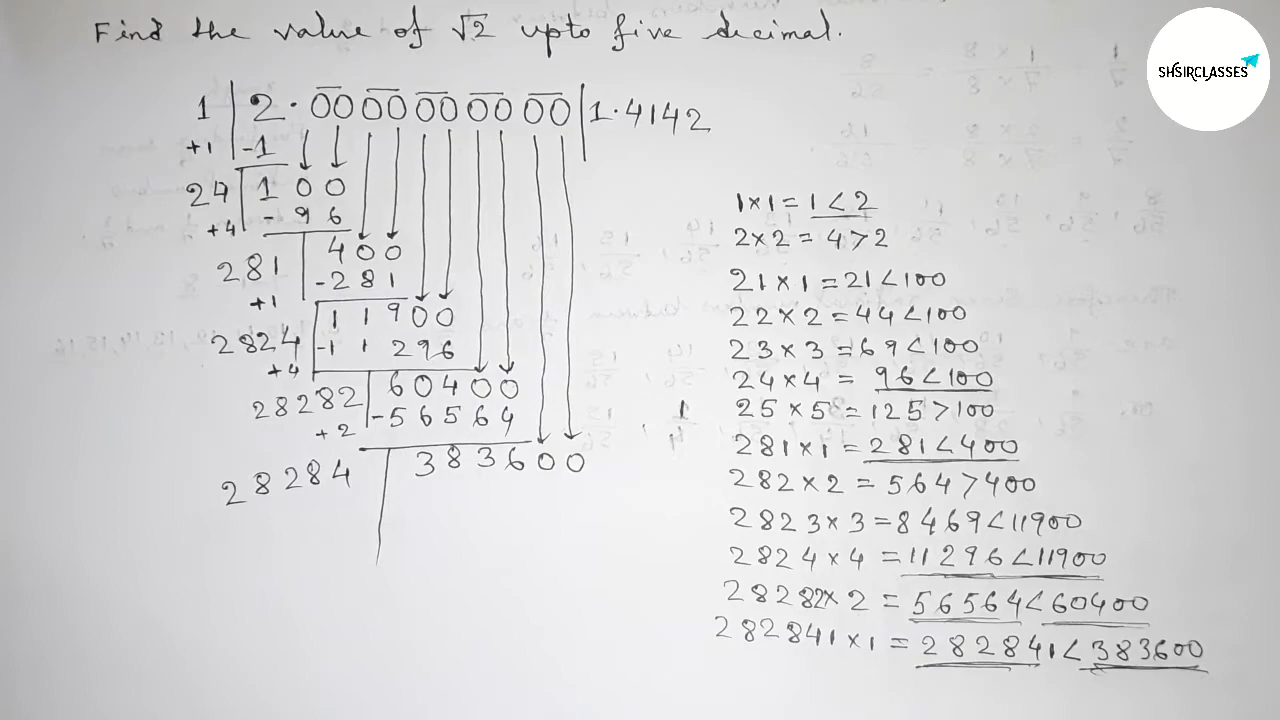 Find the value of √2 upto five decimal.
SHSIRCLASSES
1 | 2.00 00 00 00 00 | 1.4142
+1 -1
24 | 100
+4 - 96
281 | 400
+1 -281
11900
2824 -11296
+4
28282 | 60400
+2 -56564
28284 | 383600
1×1 = 1<2
2×2 = 4>2
21×1 = 21<100
22×2 = 44<100
23×3 = 69<100
24×4 = 96<100
25×5 = 125>100
281×1 = 281<400
282×2 = 564>400
2823×3 = 8469<11900
2824×4 = 11296<11900
28282×2 = 56564<60400
282841×1 = 282841<383600